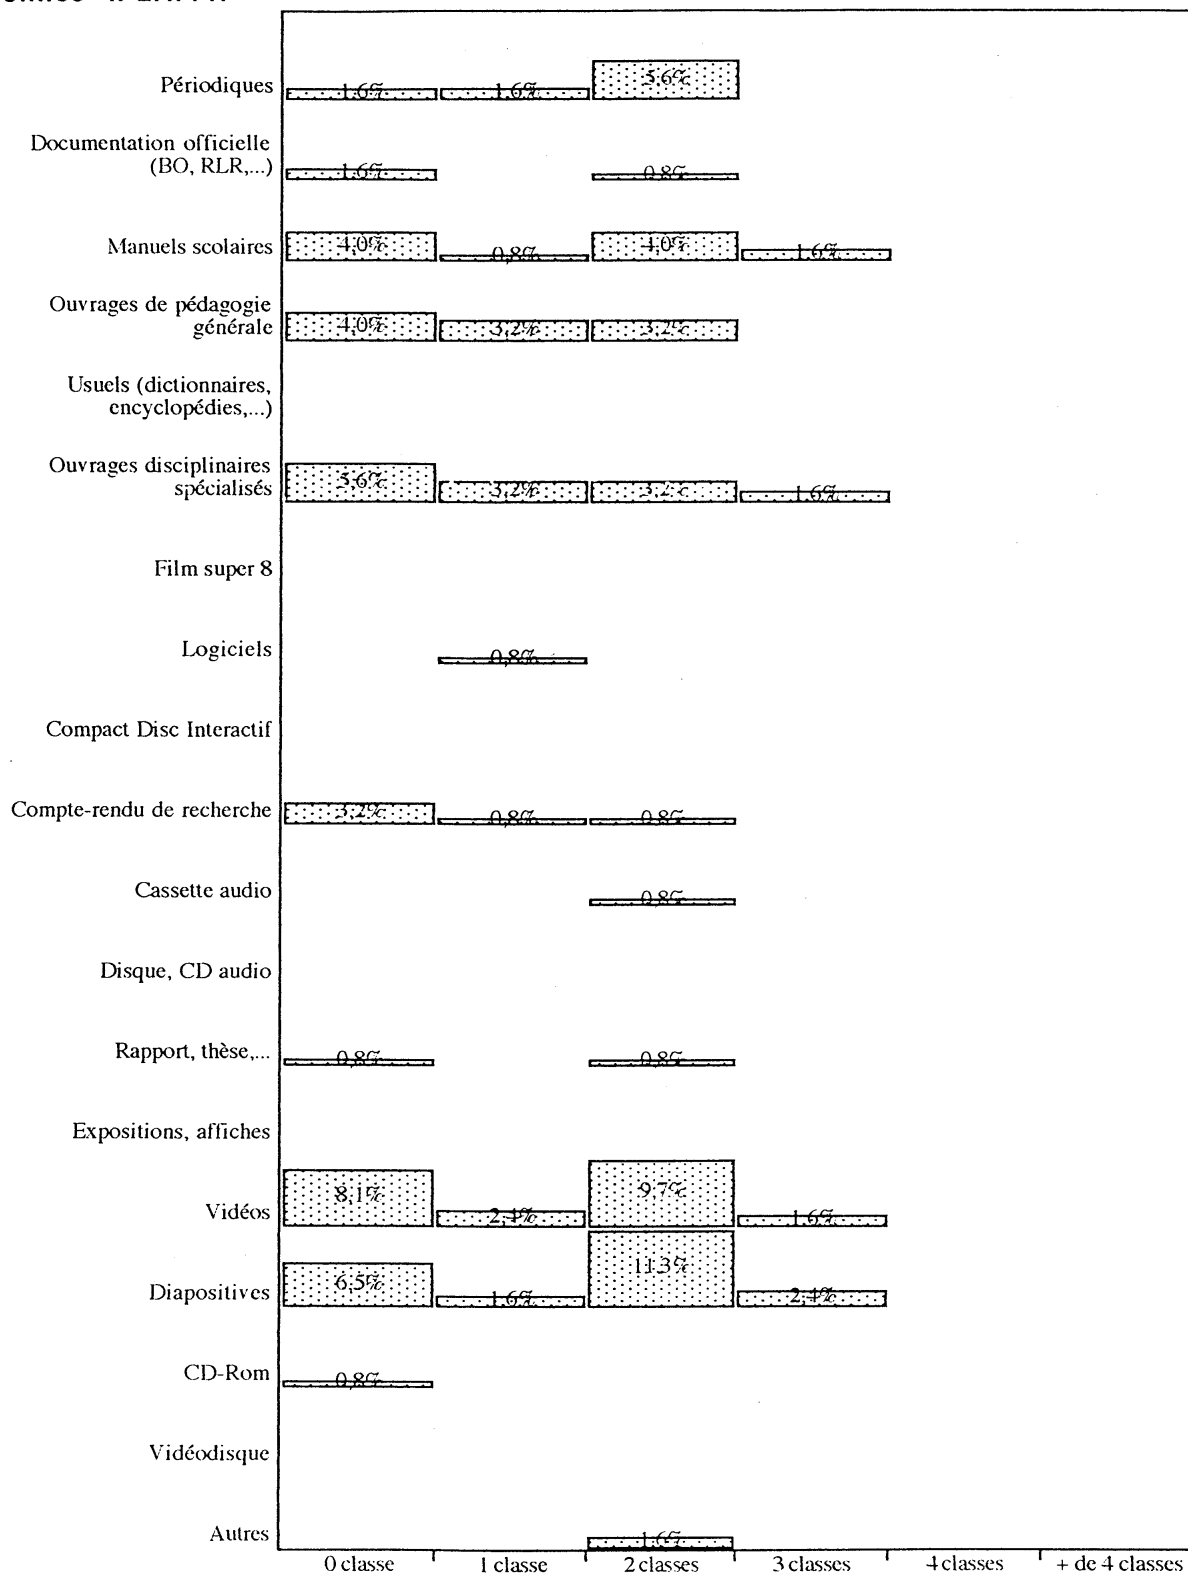 Périodiques
1.6% 1.6% 5.6%
Documentation officielle
(BO, RLR,...)
1.6% 0.8%
Manuels scolaires
4,0% 0,8% 4,0% 1.6%
Ouvrages de pédagogie
générale
4,0% 3,2% 3,2%
Usuels (dictionnaires,
encyclopédies,...)
Ouvrages disciplinaires
spécialisés
5,6% 3,2% 3,2% 1.6%
Film super 8
Logiciels
0,8%
Compact Disc Interactif
Compte-rendu de recherche
3,2% 0,8% 0,8%
Cassette audio
0,8%
Disque, CD audio
Rapport, thèse,...
0,8% 0,8%
Expositions, affiches
Vidéos
8,1% 2,4% 9,7% 1.6%
Diapositives
6,5% 1.6% 11,3% 2,4%
CD-Rom
0,8%
Vidéodisque
Autres
1.6%
0 classe 1 classe 2 classes 3 classes 4 classes + de 4 classes